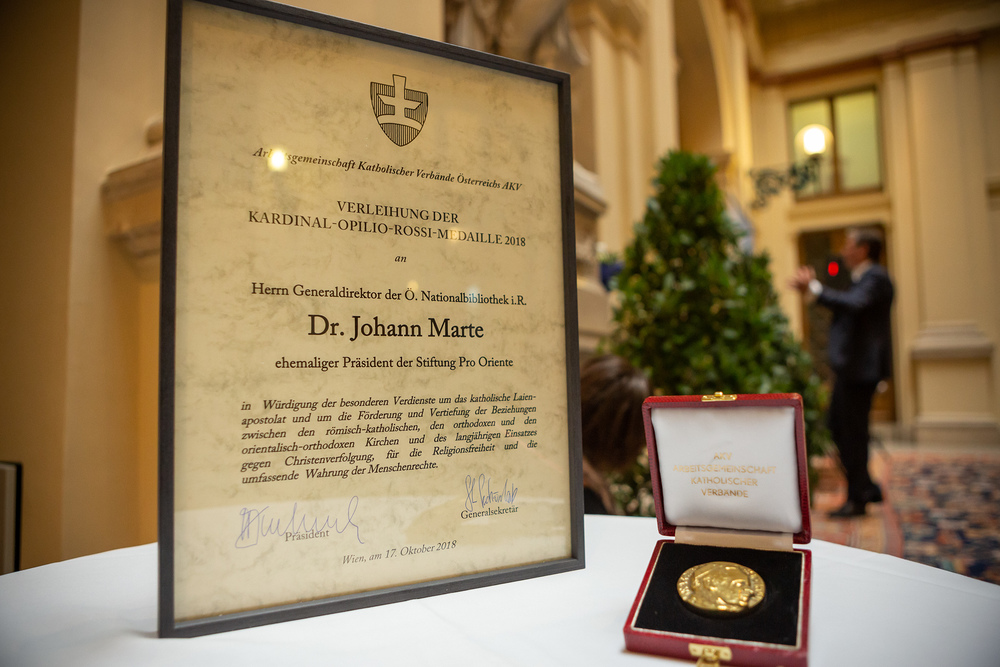 Arbeitsgemeinschaft Katholischer Verbände Österreichs AKV
VERLEIHUNG DER
KARDINAL-OPILIO-ROSSI-MEDAILLE 2018
an
Herrn Generaldirektor der Ö. Nationalbibliothek i.R.
Dr. Johann Marte
ehemaliger Präsident der Stiftung Pro Oriente
in Würdigung der besonderen Verdienste um das katholische Laien-
apostolat und um die Förderung und Vertiefung der Beziehungen
zwischen den römisch-katholischen, den orthodoxen und den
orientalisch-orthodoxen Kirchen und des langjährigen Einsatzes
gegen Christenverfolgung, für die Religionsfreiheit und die
umfassende Wahrung der Menschenrechte.
Präsident
Generalsekretär
Wien, am 17. Oktober 2018
AKV
ARBEITSGEMEINSCHAFT
KATHOLISCHER
VERBÄNDE